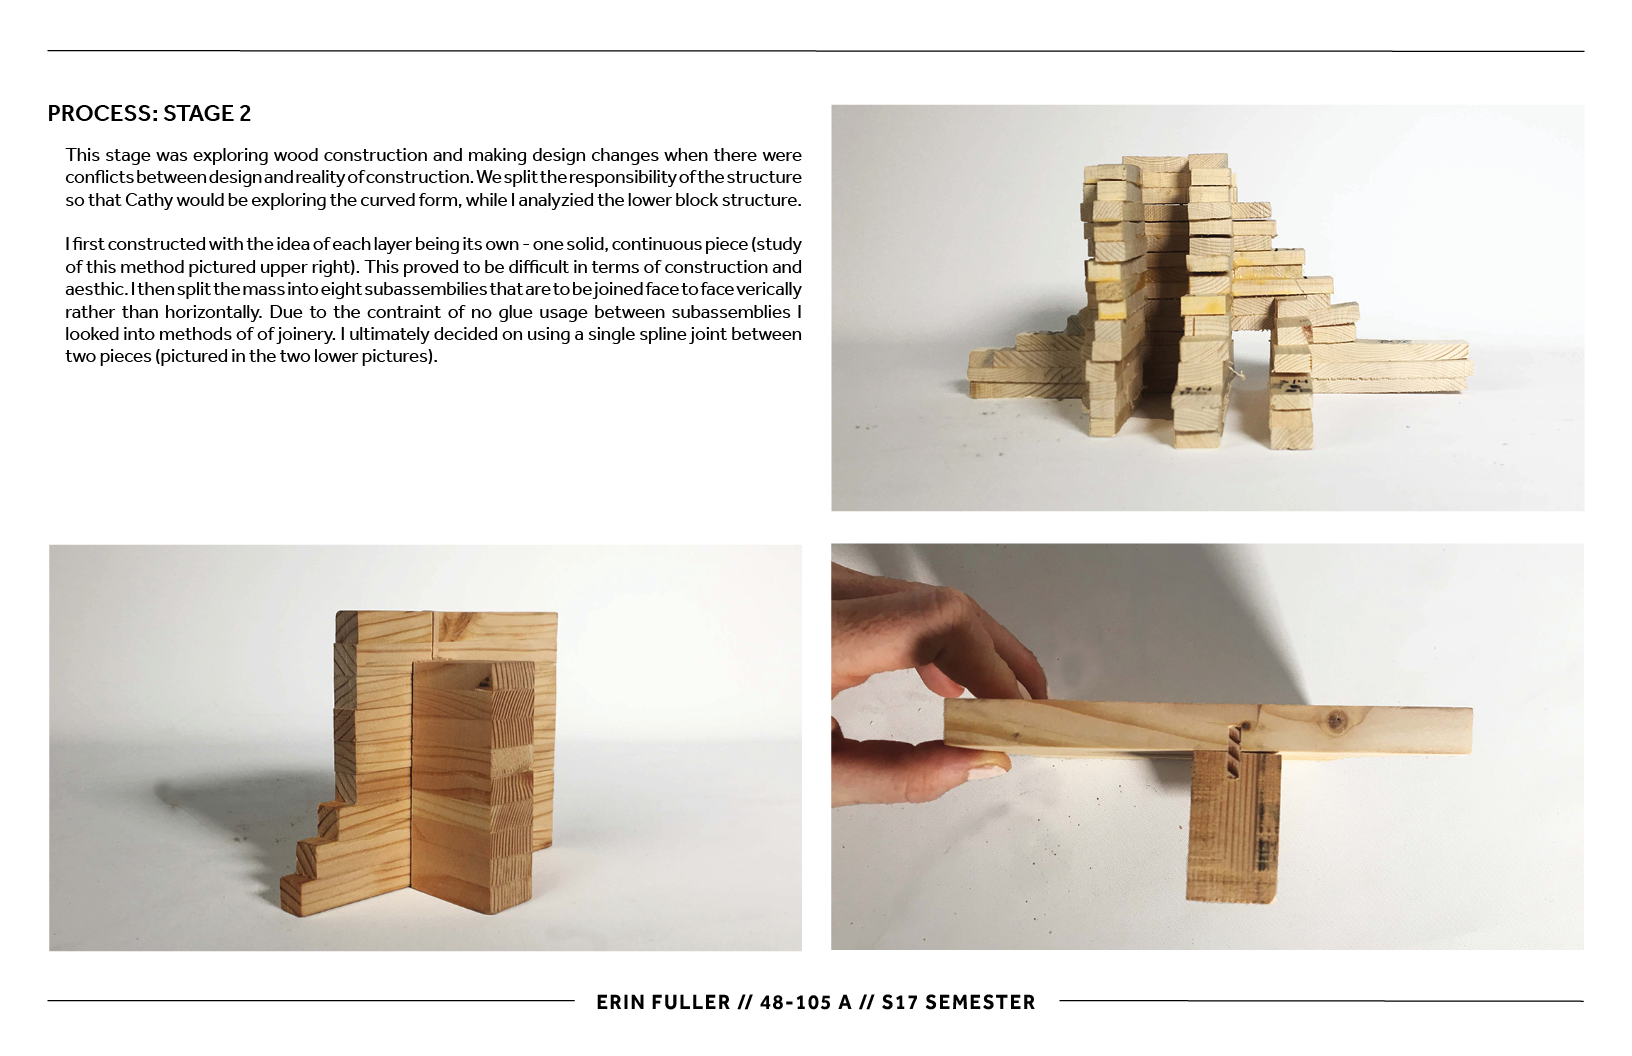 PROCESS: STAGE 2
This stage was exploring wood construction and making design changes when there were
conflicts between design and reality of construction. We split the responsibility of the structure
so that Cathy would be exploring the curved form, while I analyzied the lower block structure.
I first constructed with the idea of each layer being its own - one solid, continuous piece (study
of this method pictured upper right). This proved to be difficult in terms of construction and
aesthic. I then split the mass into eight subassembilies that are to be joined face to face verically
rather than horizontally. Due to the contraint of no glue usage between subassemblies I
looked into methods of of joinery. I ultimately decided on using a single spline joint between
two pieces (pictured in the two lower pictures).
ERIN FULLER // 48-105 A // S17 SEMESTER